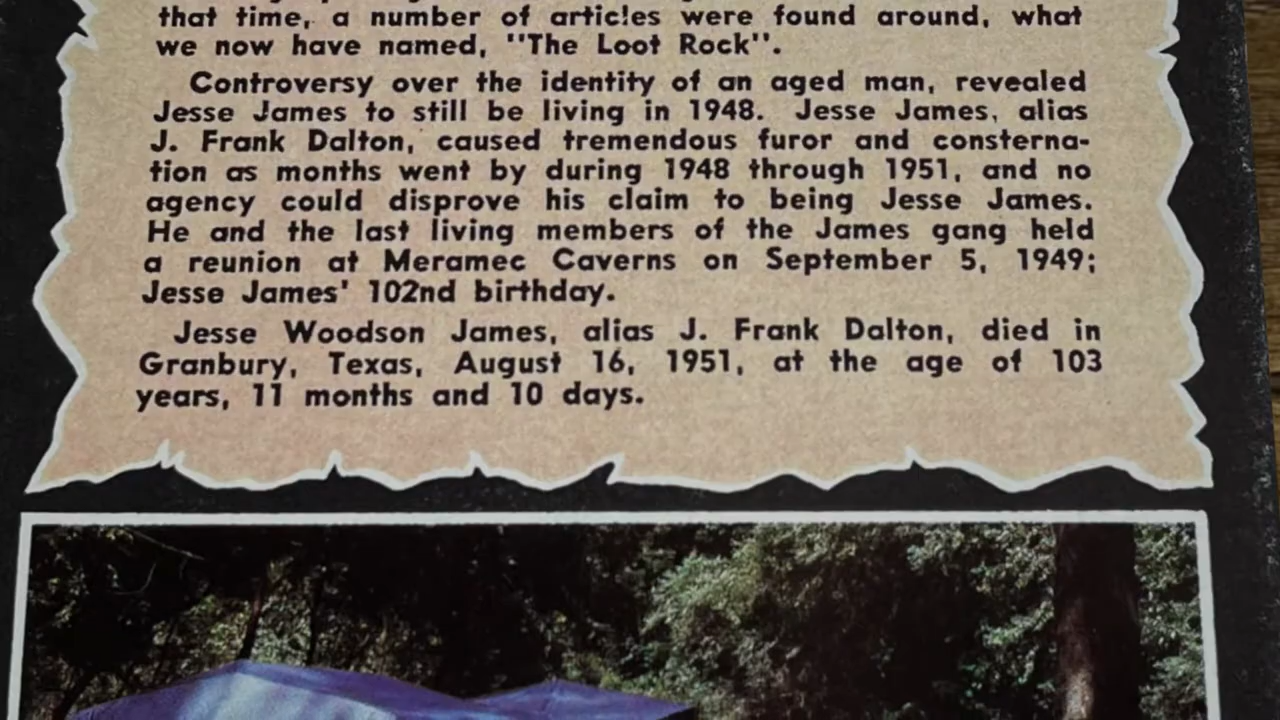 that time, a number of articles were found around, what
we now have named, "The Loot Rock".
Controversy over the identity of an aged man, revealed
Jesse James to still be living in 1948. Jesse James, alias
J. Frank Dalton, caused tremendous furor and consterna-
tion as months went by during 1948 through 1951, and no
agency could disprove his claim to being Jesse James.
He and the last living members of the James gang held
a reunion at Meramec Caverns on September 5, 1949;
Jesse James' 102nd birthday.
Jesse Woodson James, alias J. Frank Dalton, died in
Granbury, Texas, August 16, 1951, at the age of 103
years, 11 months and 10 days.